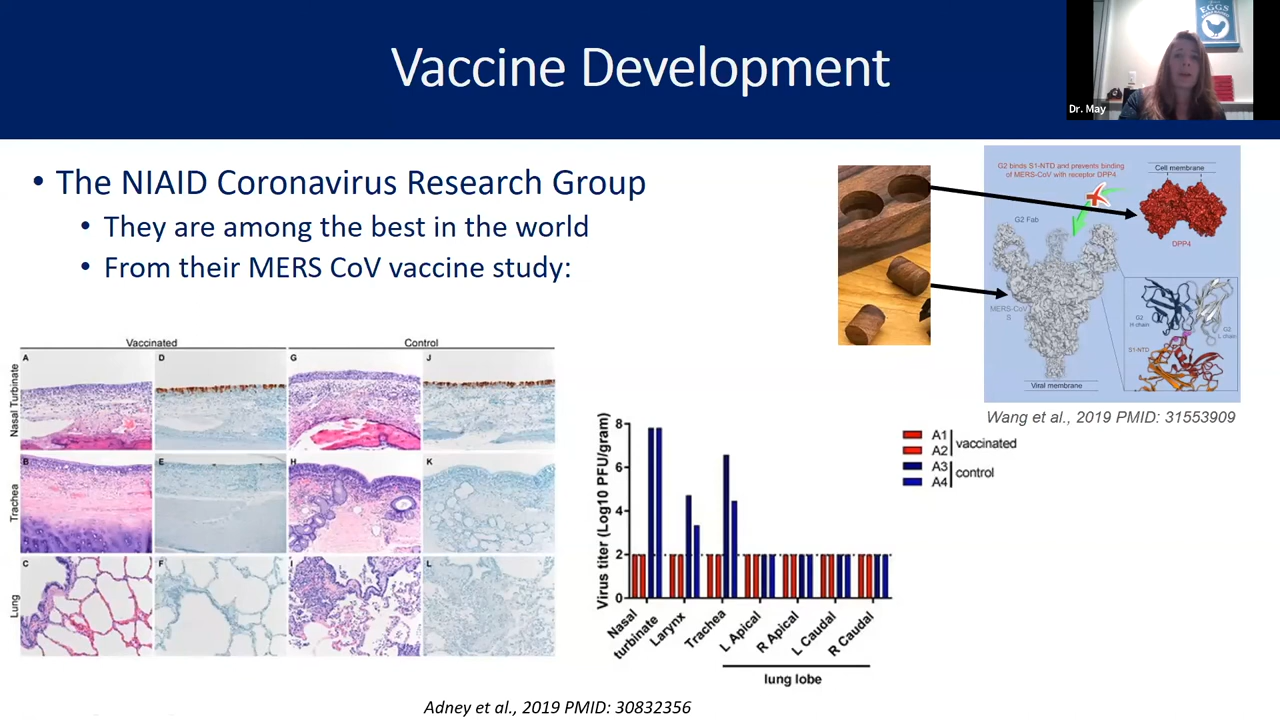 Vaccine Development
EGGS
Dr. May
• The NIAID Coronavirus Research Group
• They are among the best in the world
• From their MERS CoV vaccine study:
G2 binds S1-NTD and prevents binding
of MERS-CoV with receptor DPP4
Cell membrane
G2 Fab
DPP4
MERS-CoV
S
G2
H chain
G2
L chain
S1-NTD
Viral membrane
Wang et al., 2019 PMID: 31553909
Vaccinated
Control
Nasal Turbinate
A
D
G
J
Trachea
B
E
H
K
Lung
C
F
I
L
Virus titer (Log10 PFU/gram)
8
6
4
2
0
Nasal
turbinate
Larynx
Trachea
L Apical
R Apical
L Caudal
R Caudal
lung lobe
A1
A2
vaccinated
A3
A4
control
Adney et al., 2019 PMID: 30832356